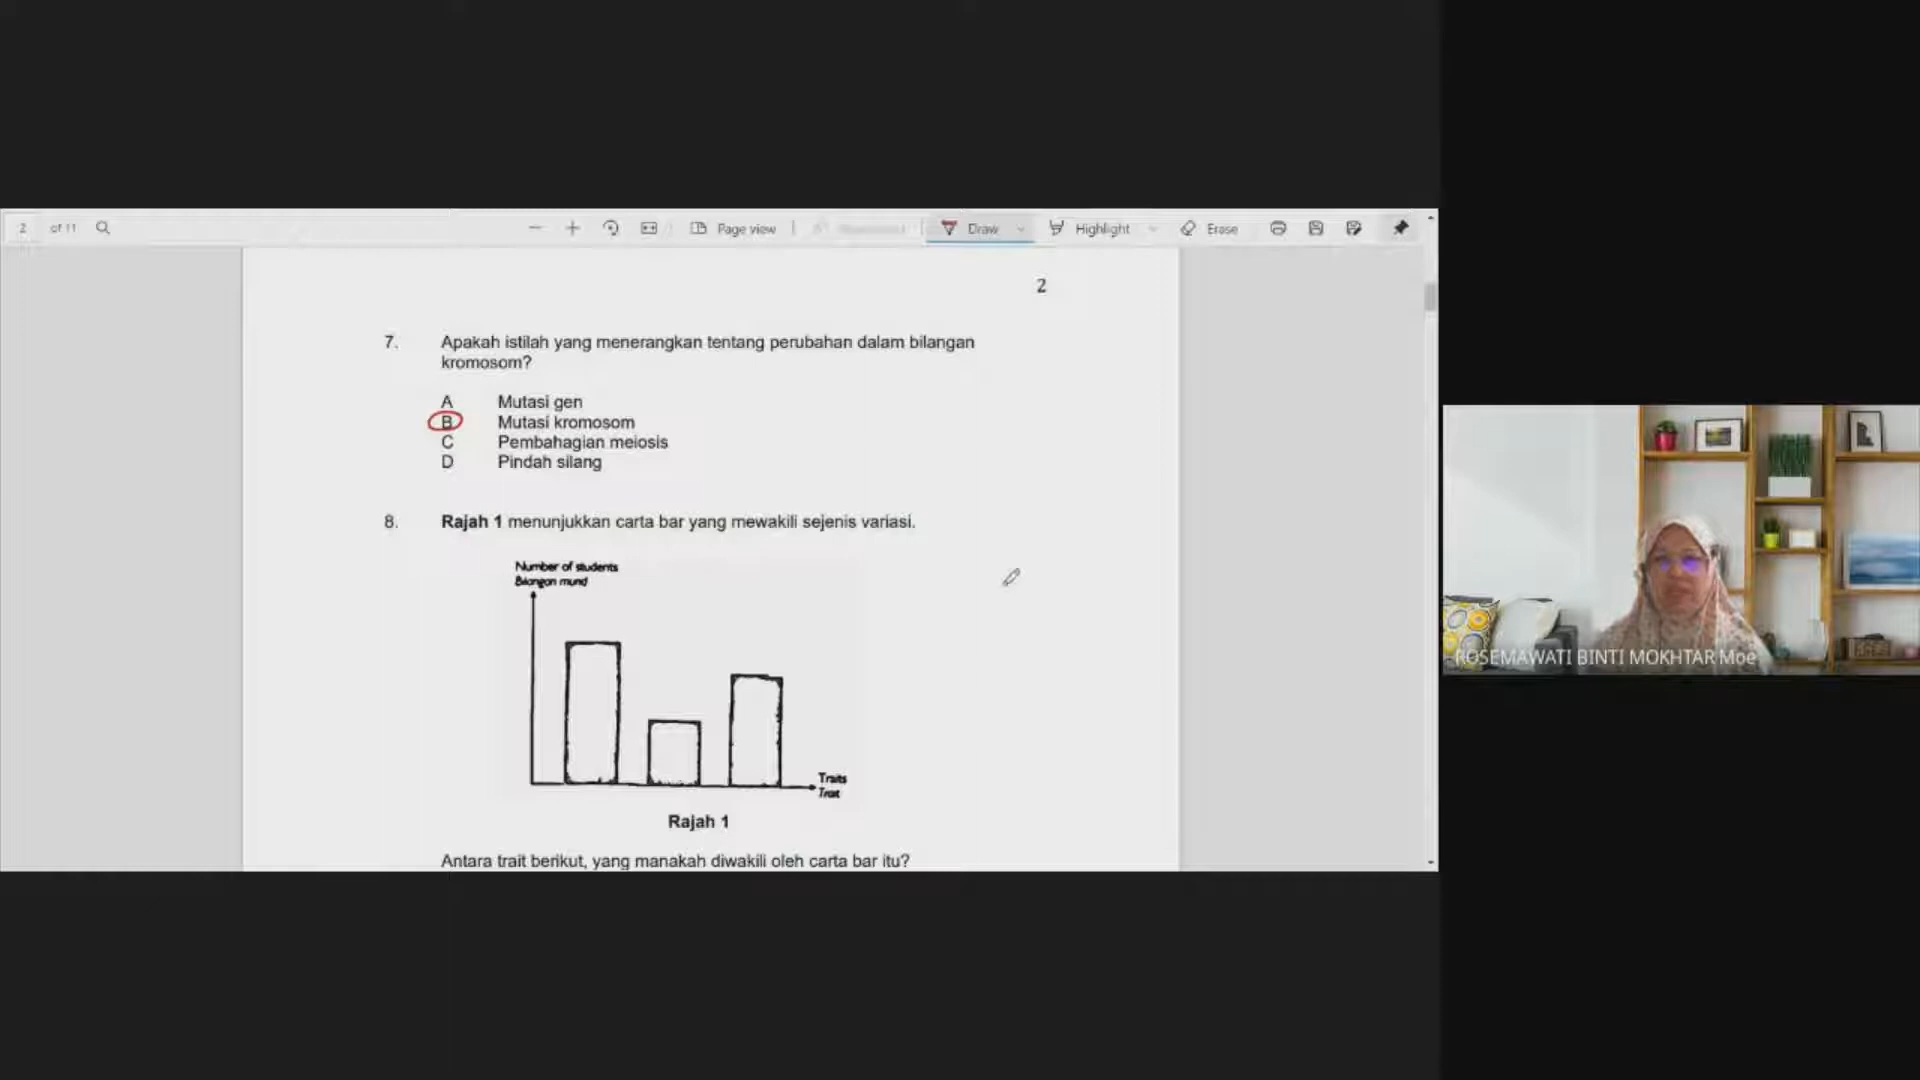 2 of 11
Page view
Draw
Highlight
Erase
2
7. Apakah istilah yang menerangkan tentang perubahan dalam bilangan
kromosom?
A Mutasi gen
B Mutasi kromosom
C Pembahagian meiosis
D Pindah silang
8. Rajah 1 menunjukkan carta bar yang mewakili sejenis variasi.
Number of students
Traits
Trait
Rajah 1
Antara trait berikut, yang manakah diwakili oleh carta bar itu?
ROSEMAWATI BINTI MOKHTAR Moe